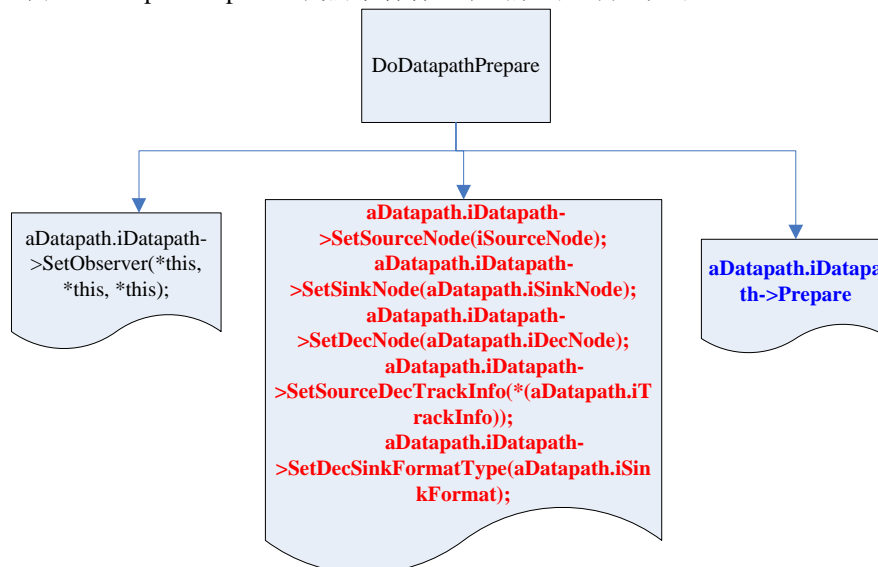 DoDatapathPrepare
aDatapath.iDatapath-
>SetObserver(*this,
*this, *this);
aDatapath.iDatapath-
>SetSourceNode(iSourceNode);
aDatapath.iDatapath-
>SetSinkNode(aDatapath.iSinkNode);
aDatapath.iDatapath-
>SetDecNode(aDatapath.iDecNode);
aDatapath.iDatapath-
>SetSourceDecTrackInfo(*(aDatapath.iT
rackInfo));
aDatapath.iDatapath-
>SetDecSinkFormatType(aDatapath.iSin
kFormat);
aDatapath.iDatapa
th->Prepare